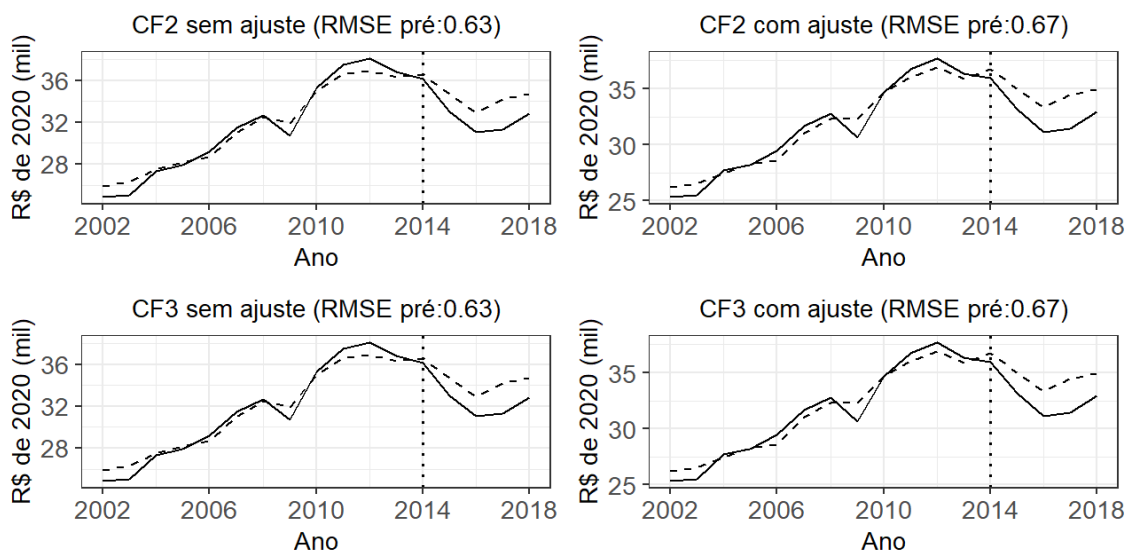 CF2 sem ajuste (RMSE pré:0.63)
R$ de 2020 (mil)
36
32
28
2002 2006 2010 2014 2018
Ano
CF2 com ajuste (RMSE pré:0.67)
R$ de 2020 (mil)
35
30
25
2002 2006 2010 2014 2018
Ano
CF3 sem ajuste (RMSE pré:0.63)
R$ de 2020 (mil)
36
32
28
2002 2006 2010 2014 2018
Ano
CF3 com ajuste (RMSE pré:0.67)
R$ de 2020 (mil)
35
30
25
2002 2006 2010 2014 2018
Ano